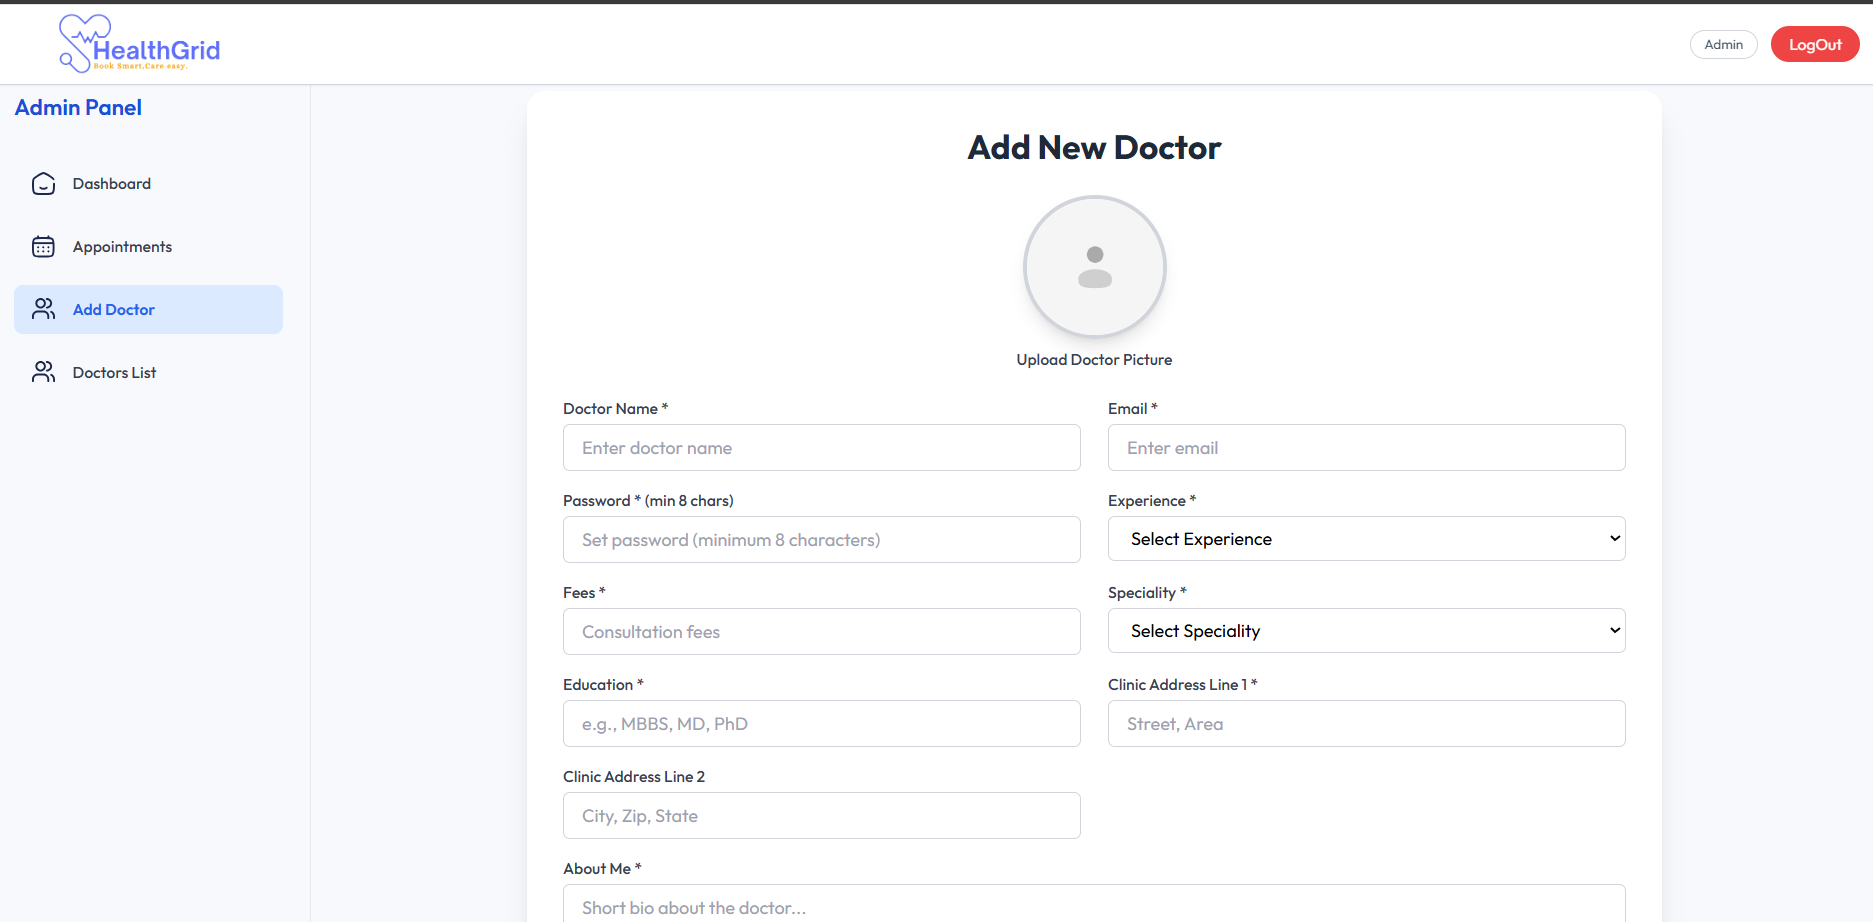 HealthGrid
Book Smart.Care easy.
Admin
LogOut
Admin Panel
Dashboard
Appointments
Add Doctor
Doctors List
Add New Doctor
Upload Doctor Picture
Doctor Name *
Enter doctor name
Email *
Enter email
Password * (min 8 chars)
Set password (minimum 8 characters)
Experience *
Select Experience
Fees *
Consultation fees
Speciality *
Select Speciality
Education *
e.g., MBBS, MD, PhD
Clinic Address Line 1 *
Street, Area
Clinic Address Line 2
City, Zip, State
About Me *
Short bio about the doctor...